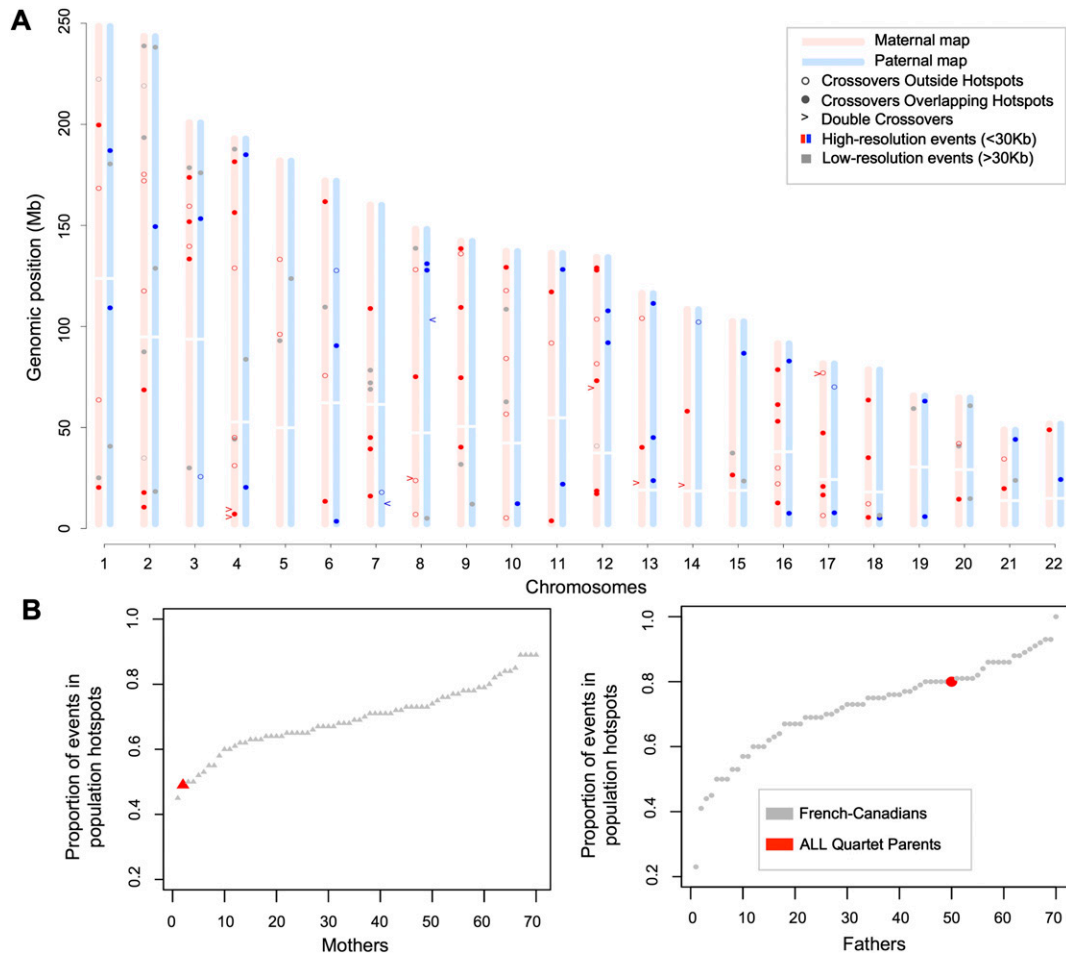 A
250
200
150
100
50
0
Genomic position (Mb)
Maternal map
Paternal map
Crossovers Outside Hotspots
Crossovers Overlapping Hotspots
> Double Crossovers
High-resolution events (<30Kb)
Low-resolution events (>30Kb)
1 2 3 4 5 6 7 8 9 10 11 12 13 14 15 16 17 18 19 20 21 22
Chromosomes
B
Proportion of events in
population hotspots
1.0
0.8
0.6
0.4
0.2
0 10 20 30 40 50 60 70
Mothers
Proportion of events in
population hotspots
1.0
0.8
0.6
0.4
0.2
French-Canadians
ALL Quartet Parents
0 10 20 30 40 50 60 70
Fathers